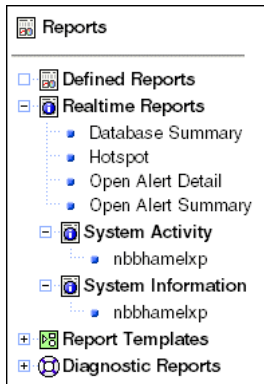 Reports
Defined Reports
Realtime Reports
Database Summary
Hotspot
Open Alert Detail
Open Alert Summary
System Activity
nbbhamelxp
System Information
nbbhamelxp
Report Templates
Diagnostic Reports